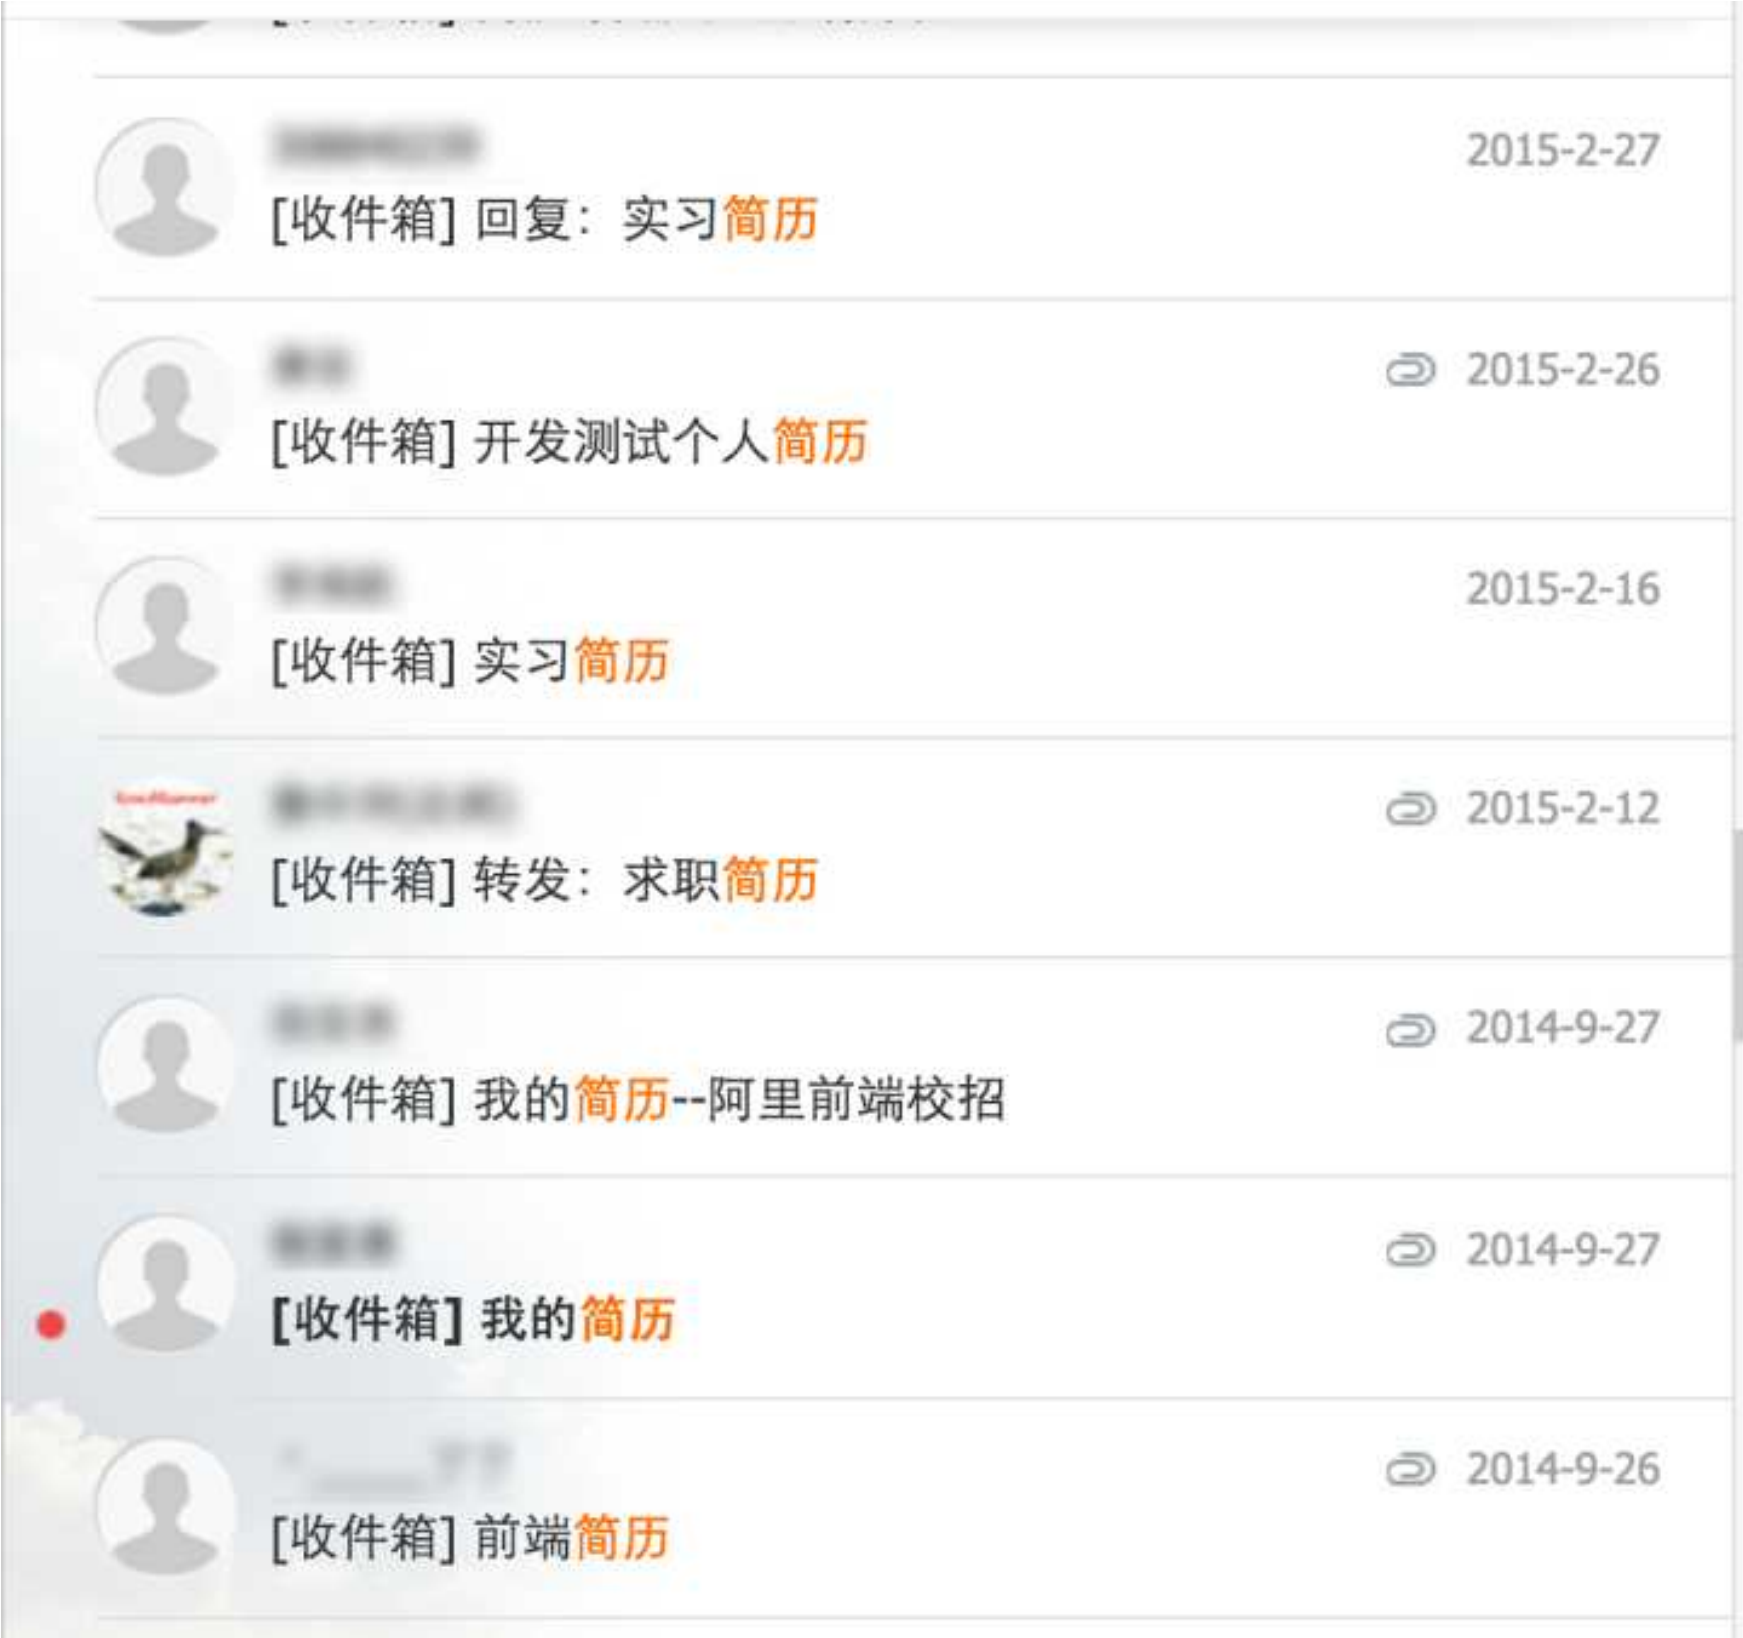 2015-2-27
[收件箱] 回复：实习简历
2015-2-26
[收件箱] 开发测试个人简历
2015-2-16
[收件箱] 实习简历
2015-2-12
[收件箱] 转发：求职简历
2014-9-27
[收件箱] 我的简历--阿里前端校招
2014-9-27
[收件箱] 我的简历
2014-9-26
[收件箱] 前端简历